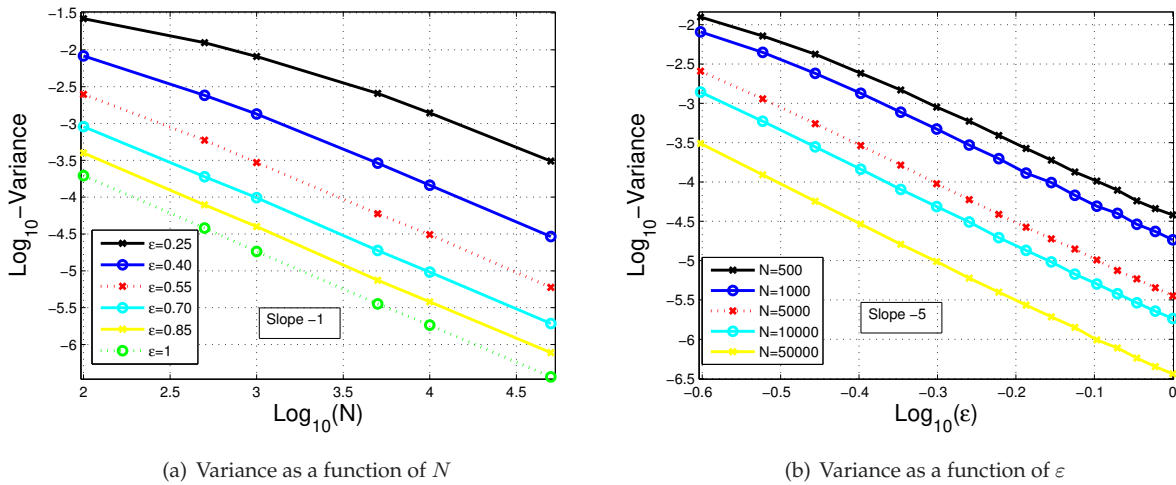 −1.5
−2
−2.5
−3
−3.5
−4
−4.5
−5
−5.5
−6
Log10−Variance
ε=0.25
ε=0.40
ε=0.55
ε=0.70
ε=0.85
ε=1
Slope −1
2 2.5 3 3.5 4 4.5
Log10(N)
(a) Variance as a function of N
−2
−2.5
−3
−3.5
−4
−4.5
−5
−5.5
−6
−6.5
Log10−Variance
N=500
N=1000
N=5000
N=10000
N=50000
Slope −5
−0.6 −0.5 −0.4 −0.3 −0.2 −0.1 0
Log10(ε)
(b) Variance as a function of ε